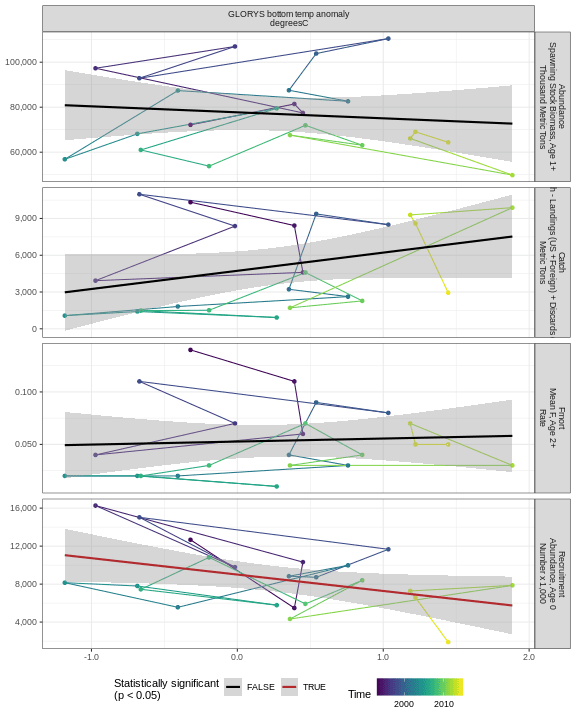 GLORYS bottom temp anomaly
degreesC
100,000
80,000
60,000
Abundance
Spawning Stock Biomass, Age 1+
Thousand Metric Tons
9,000
6,000
3,000
0
Catch
h - Landings (US +Foreign) + Discards
Metric Tons
0.100
0.050
Fmort
Mean F, Age 2+
Rate
16,000
12,000
8,000
4,000
Recruitment
Abundance, Age 0
Number x 1,000
-1.0 0.0 1.0 2.0
Statistically significant
(p < 0.05)
FALSE TRUE
Time
2000 2010